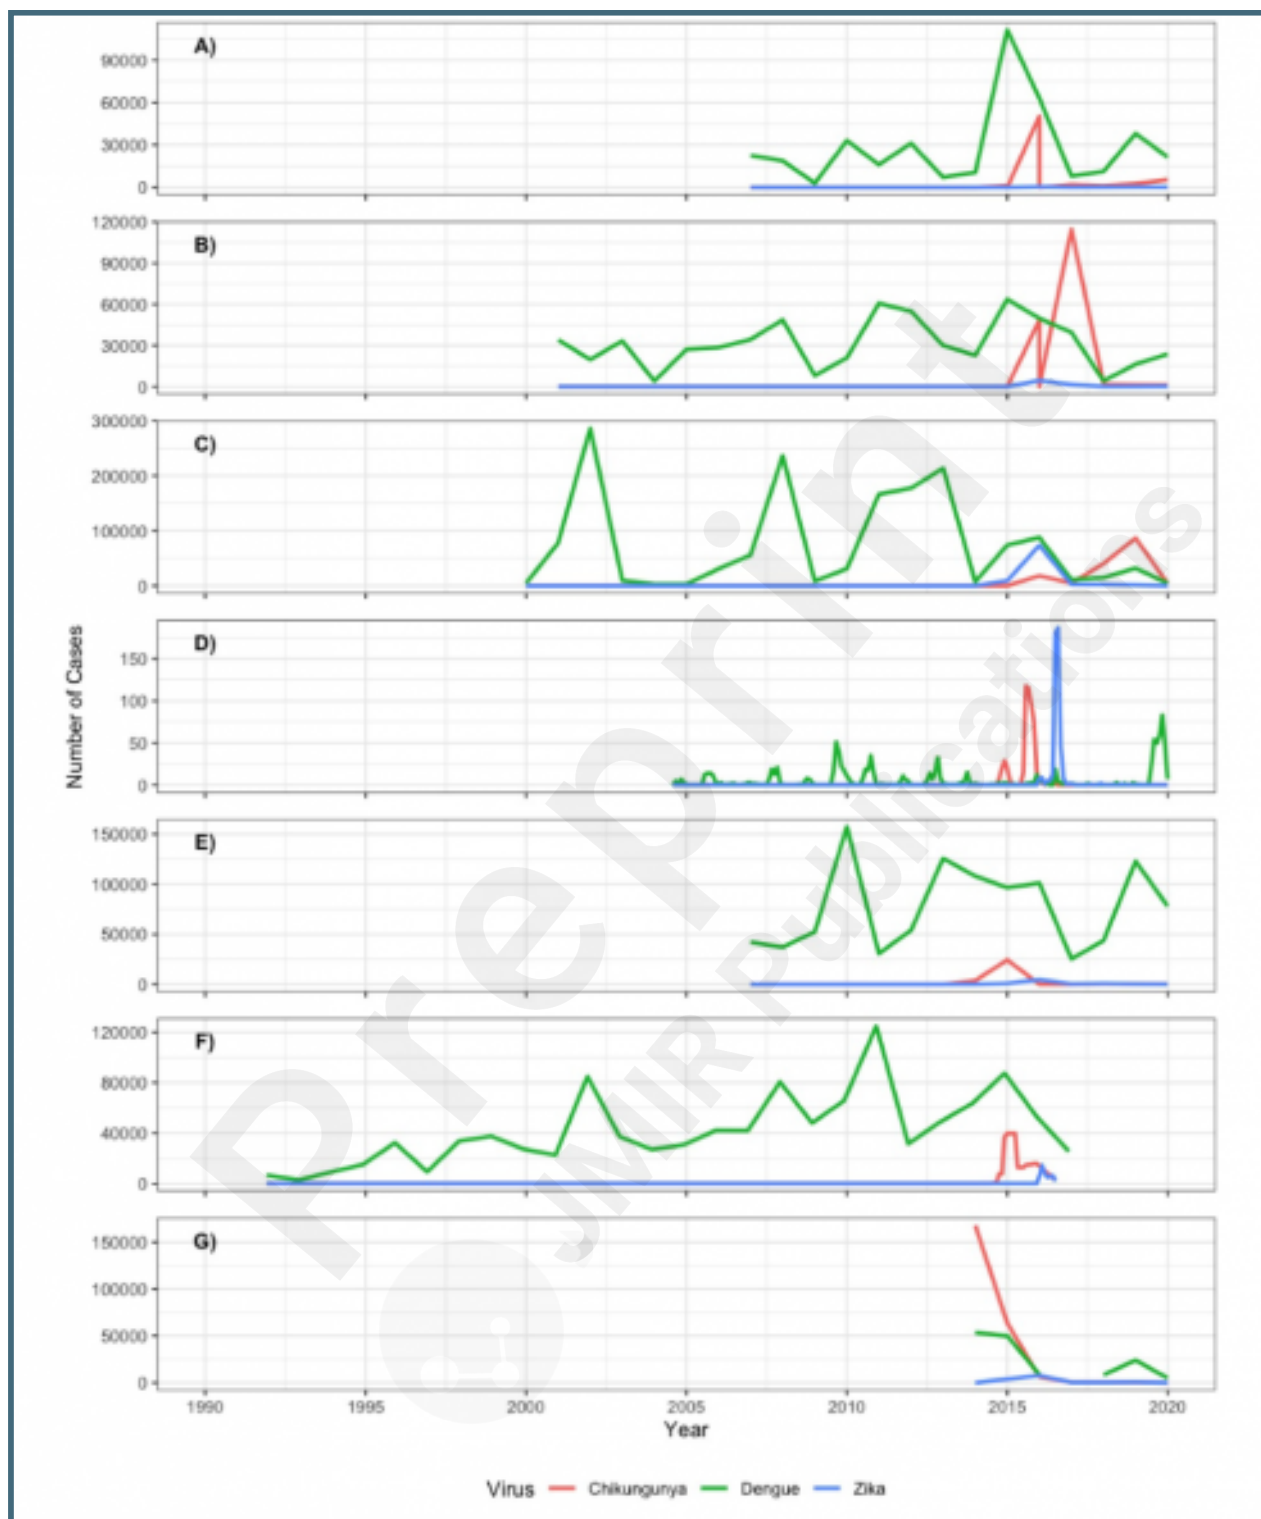 A)
90000
60000
30000
0
B)
120000
90000
60000
30000
0
C)
300000
200000
100000
0
D)
150
100
50
0
E)
150000
100000
50000
0
F)
120000
80000
40000
0
G)
150000
100000
50000
0
Number of Cases
1990 1995 2000 2005 2010 2015 2020
Year
Virus Chikungunya Dengue Zika
Preprint
JMIR Publications